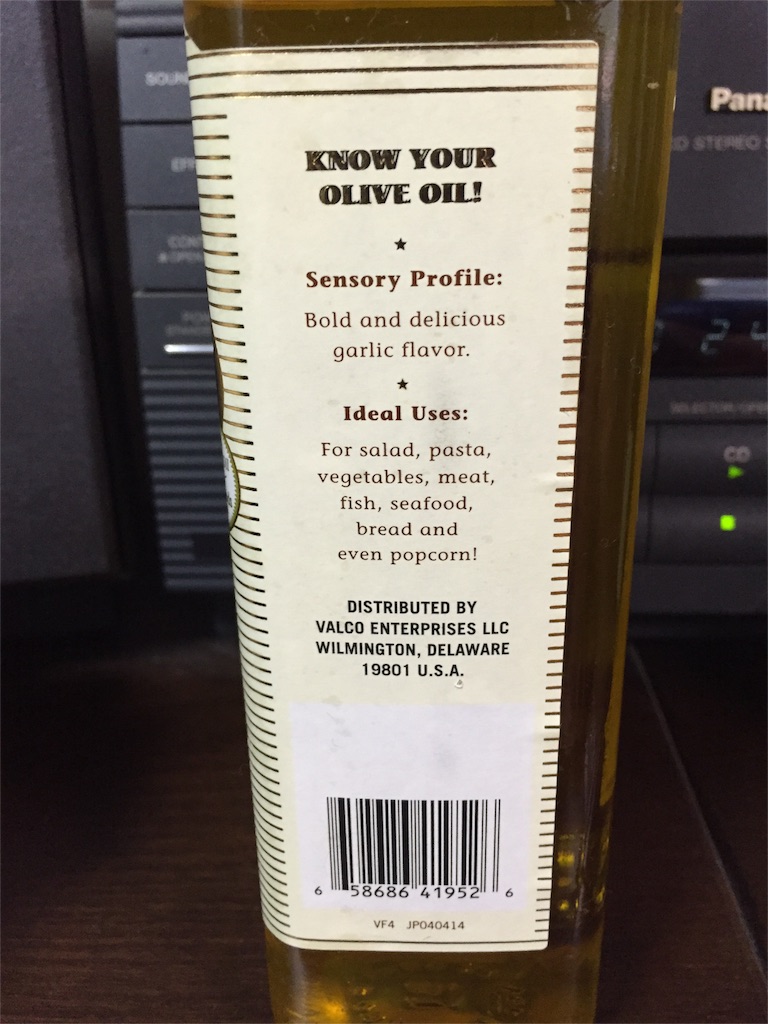 KNOW YOUR
OLIVE OIL!
Sensory Profile:
Bold and delicious
garlic flavor.
Ideal Uses:
For salad, pasta,
vegetables, meat,
fish, seafood,
bread and
even popcorn!
DISTRIBUTED BY
VALCO ENTERPRISES LLC
WILMINGTON, DELAWARE
19801 U.S.A.
6 58686 41952 6
VF4 JP040414
STEREO
24
CD